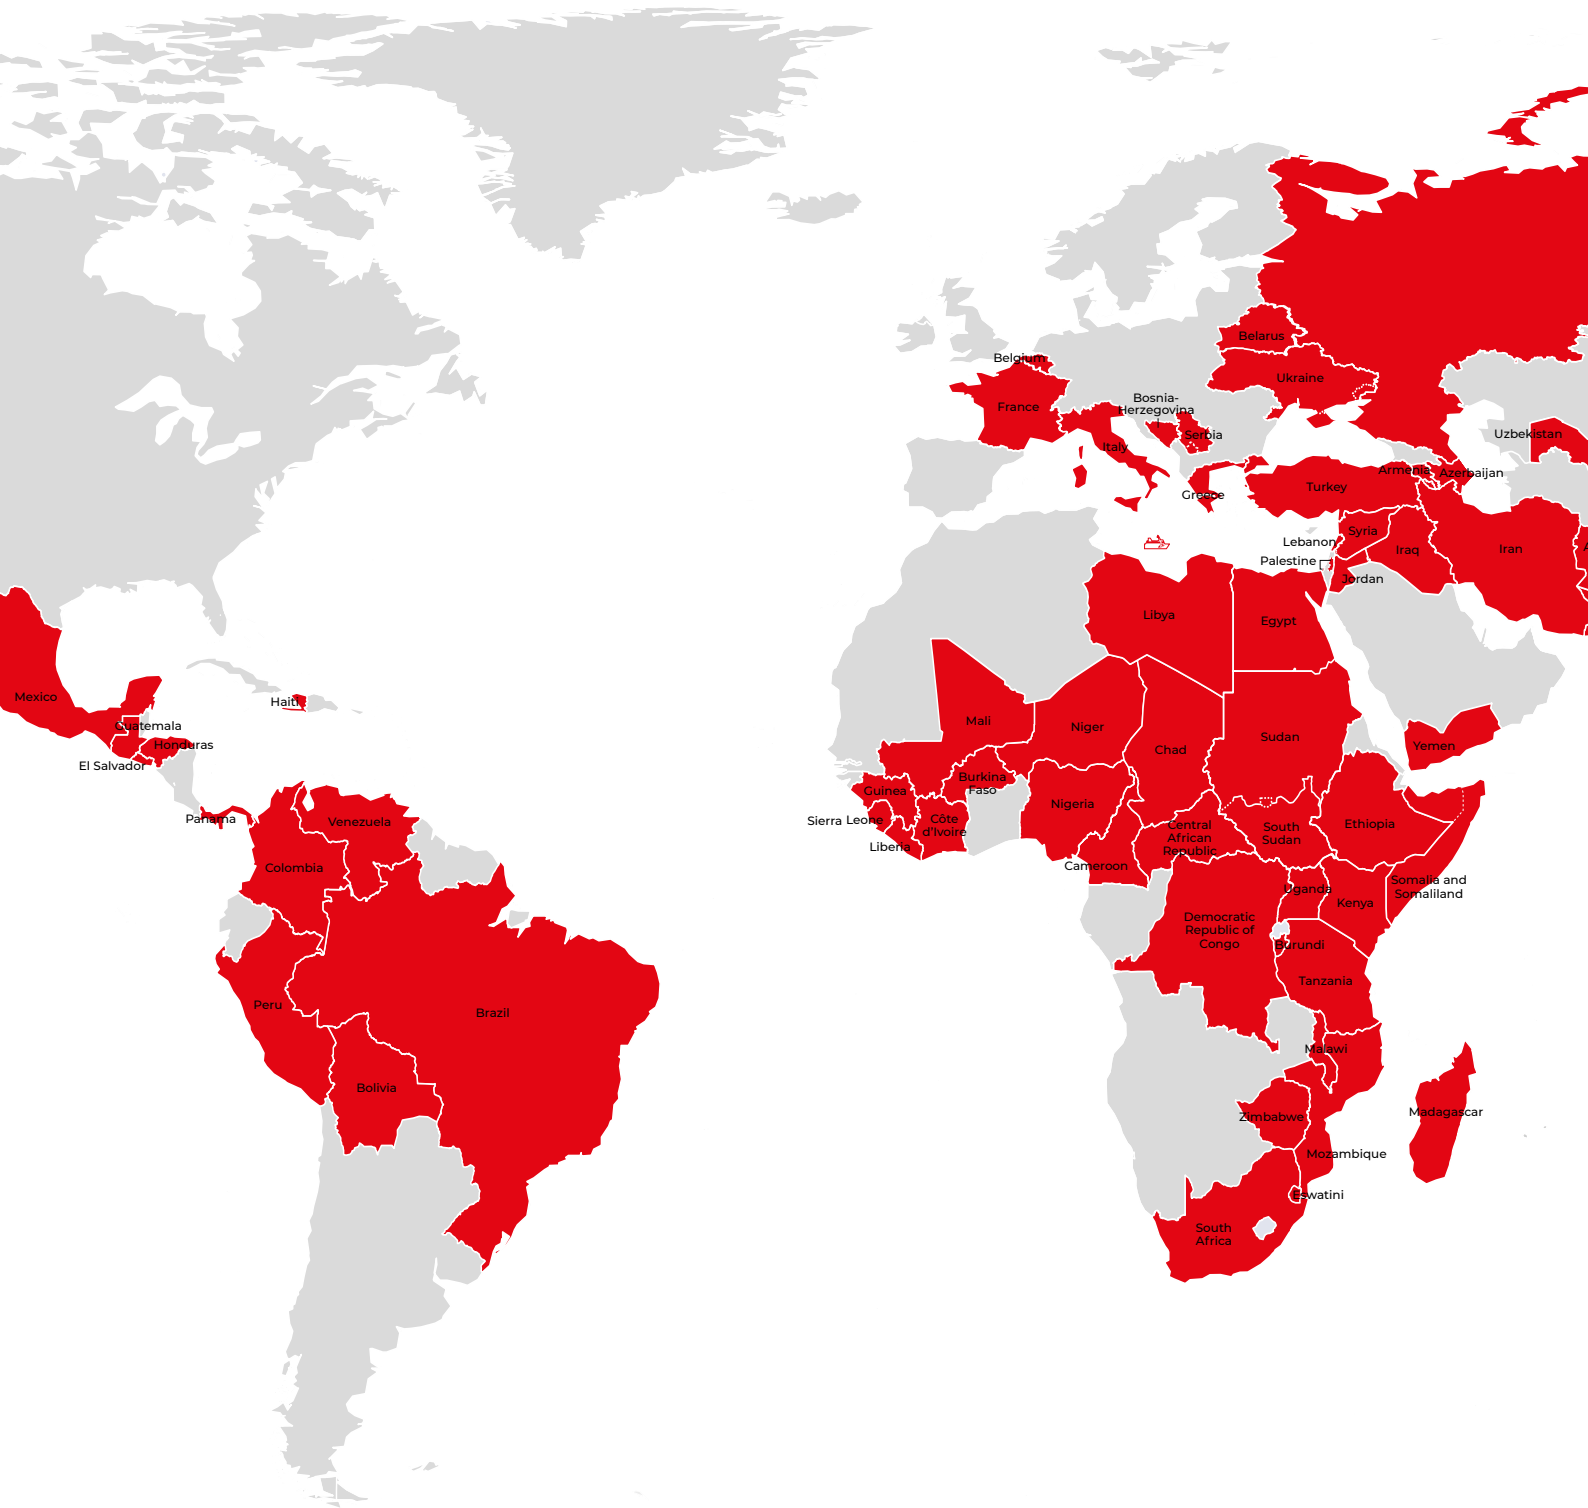 Belarus
Belgium
Ukraine
France
Bosnia-
Herzegovina
Serbia
Italy
Uzbekistan
Armenia
Azerbaijan
Turkey
Greece
Syria
Lebanon
Iraq
Iran
Palestine
Jordan
Libya
Egypt
Mexico
Haiti
Guatemala
Honduras
El Salvador
Panama
Venezuela
Colombia
Peru
Brazil
Bolivia
Mali
Niger
Chad
Sudan
Yemen
Burkina
Faso
Guinea
Sierra Leone
Côte
d'Ivoire
Liberia
Nigeria
Cameroon
Central
African
Republic
South
Sudan
Ethiopia
Somalia and
Somaliland
Uganda
Kenya
Democratic
Republic of
Congo
Burundi
Tanzania
Malawi
Zimbabwe
Madagascar
Mozambique
Eswatini
South
Africa